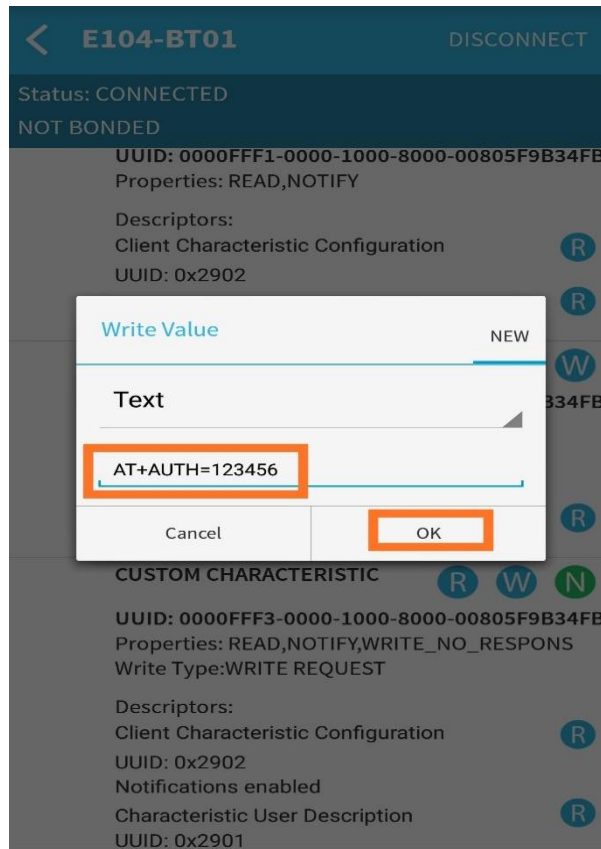 E104-BT01 DISCONNECT
Status: CONNECTED
NOT BONDED
UUID: 0000FFF1-0000-1000-8000-00805F9B34FB
Properties: READ,NOTIFY
Descriptors:
Client Characteristic Configuration
R
UUID: 0x2902
R
Write Value NEW
W
Text
334FB
AT+AUTH=123456
Cancel OK
R
CUSTOM CHARACTERISTIC R W N
UUID: 0000FFF3-0000-1000-8000-00805F9B34FB
Properties: READ,NOTIFY,WRITE_NO_RESPONS
Write Type:WRITE REQUEST
Descriptors:
Client Characteristic Configuration
R
UUID: 0x2902
Notifications enabled
Characteristic User Description R
UUID: 0x2901